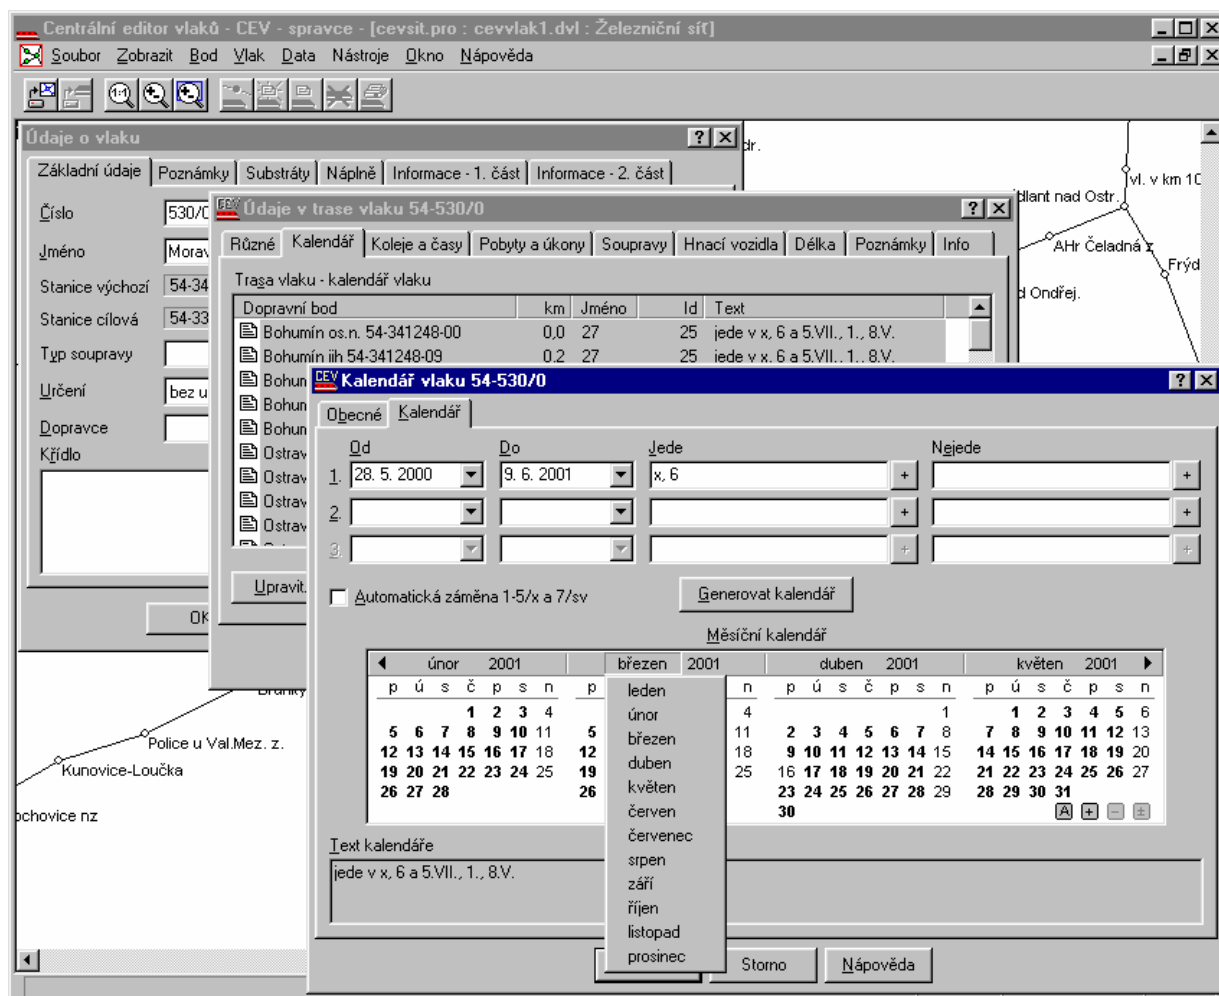 Centrální editor vlaků - CEV - spravce - [cevsit.pro : cevvlak1.dvl : Železniční síť]
Soubor Zobrazit Bod Vlak Data Nástroje Okno Nápověda
Údaje o vlaku
Základní údaje Poznámky Substráty Náplně Informace - 1. část Informace - 2. část
Číslo 530/0
Jméno Morav
Stanice výchozí 54-34
Stanice cílová 54-33
Typ soupravy
Určení bez u
Dopravce
Křídlo
OK
CEV Údaje v trase vlaku 54-530/0
Různé Kalendář Koleje a časy Pobyty a úkony Soupravy Hnací vozidla Délka Poznámky Info
Trasa vlaku - kalendář vlaku
Dopravní bod km Jméno Id Text
Bohumín os.n. 54-341248-00 0,0 27 25 jede v x, 6 a 5.VII., 1., 8.V.
Bohumín jih 54-341248-09 0,2 27 25 jede v x, 6 a 5.VII., 1., 8.V.
Bohun
Bohun
Bohun
Ostrav
Ostrav
Ostrav
Ostrav
Upravit.
CEV Kalendář vlaku 54-530/0
Obecné Kalendář
Od Do Jede Nejede
1. 28. 5. 2000 9. 6. 2001 x, 6 + +
2. + +
3. + +
Automatická záměna 1-5/x a 7/sv
Generovat kalendář
Měsíční kalendář
únor 2001 březen 2001 duben 2001 květen 2001
p ú s č p s n p n p ú s č p s n p ú s č p s n
1 2 3 4 4 1 1 2 3 4 5 6
5 6 7 8 9 10 11 5 11 2 3 4 5 6 7 8 7 8 9 10 11 12 13
12 13 14 15 16 17 18 12 18 9 10 11 12 13 14 15 14 15 16 17 18 19 20
19 20 21 22 23 24 25 19 25 16 17 18 19 20 21 22 21 22 23 24 25 26 27
26 27 28 26 23 24 25 26 27 28 29 28 29 30 31
30 A + − ±
leden
únor
březen
duben
květen
červen
červenec
srpen
září
říjen
listopad
prosinec
Text kalendáře
jede v x, 6 a 5.VII., 1., 8.V.
Storno Nápověda
dr.
vl. v km 10
dlant nad Ostr.
AHr Čeladná z
Frýd
d Ondřej.
Police u Val.Mez. z.
Kunovice-Loučka
ochovice nz